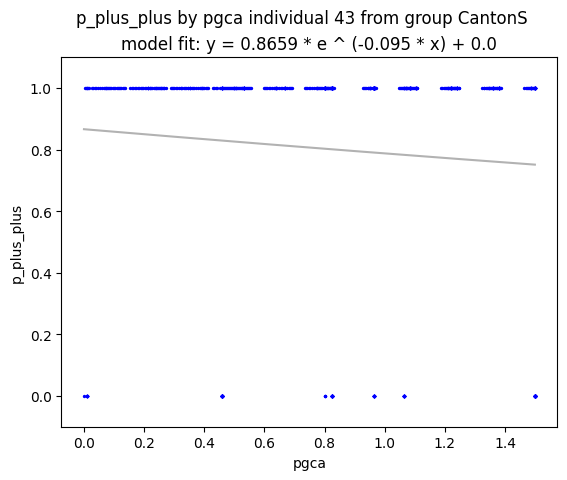 p_plus_plus by pgca individual 43 from group CantonS
model fit: y = 0.8659 * e ^ (-0.095 * x) + 0.0
1.0
0.8
0.6
0.4
0.2
0.0
p_plus_plus
0.0 0.2 0.4 0.6 0.8 1.0 1.2 1.4
pgca